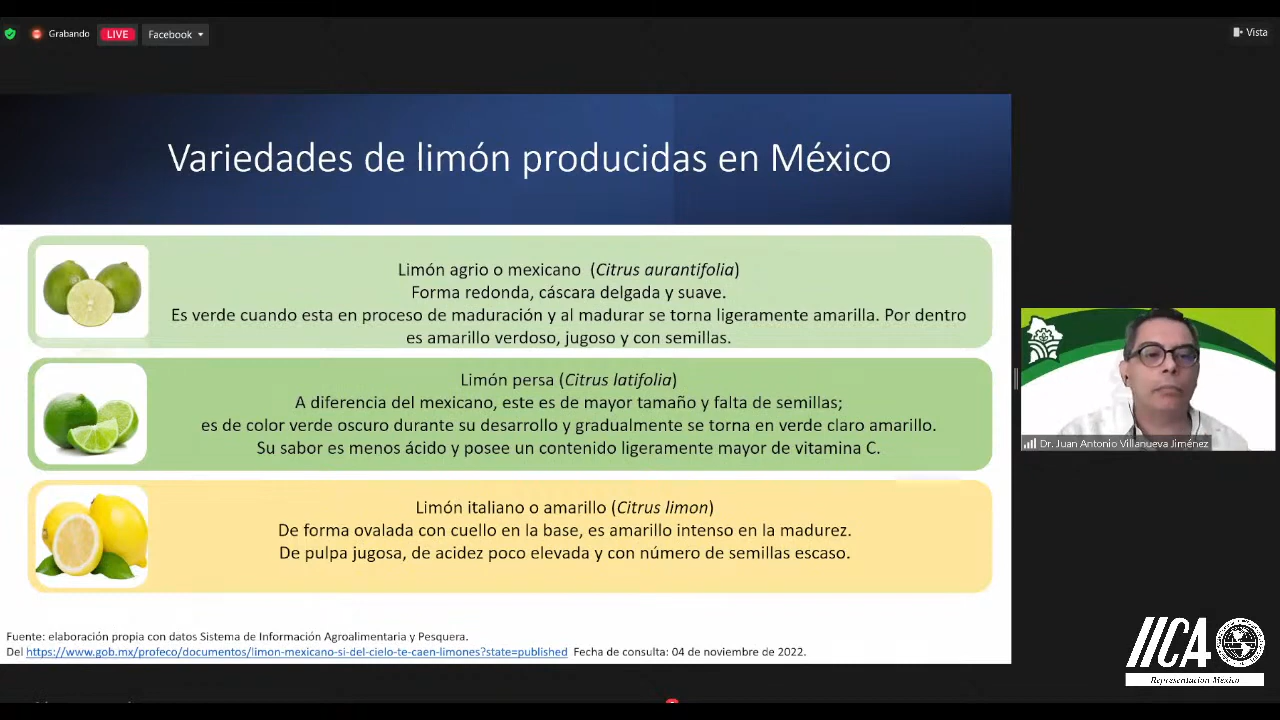 Grabando
LIVE
Facebook
Vista
Variedades de limón producidas en México
Limón agrio o mexicano (Citrus aurantifolia)
Forma redonda, cáscara delgada y suave.
Es verde cuando esta en proceso de maduración y al madurar se torna ligeramente amarilla. Por dentro
es amarillo verdoso, jugoso y con semillas.
Limón persa (Citrus latifolia)
A diferencia del mexicano, este es de mayor tamaño y falta de semillas;
es de color verde oscuro durante su desarrollo y gradualmente se torna en verde claro amarillo.
Su sabor es menos ácido y posee un contenido ligeramente mayor de vitamina C.
Limón italiano o amarillo (Citrus limon)
De forma ovalada con cuello en la base, es amarillo intenso en la madurez.
De pulpa jugosa, de acidez poco elevada y con número de semillas escaso.
Dr. Juan Antonio Villanueva Jiménez
Fuente: elaboración propia con datos Sistema de Información Agroalimentaria y Pesquera.
Del https://www.gob.mx/profeco/documentos/limon-mexicano-si-del-cielo-te-caen-limones?state=published Fecha de consulta: 04 de noviembre de 2022.
IICA
Representación México